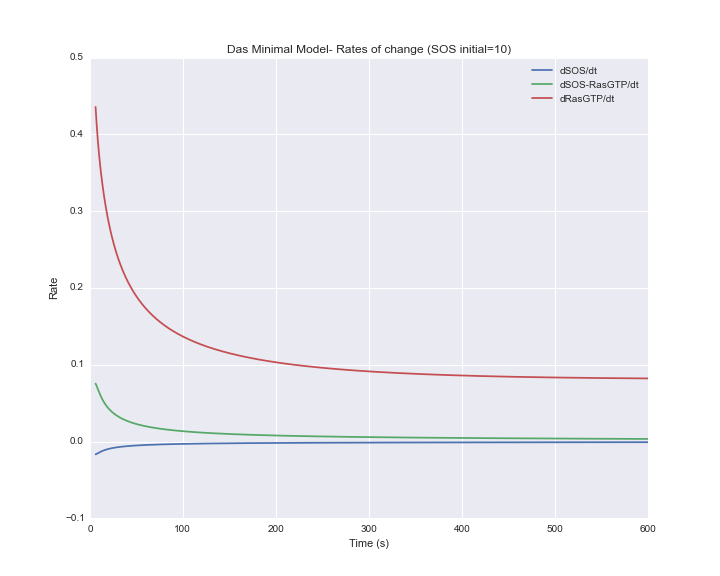 Das Minimal Model- Rates of change (SOS initial=10)
0.5
0.4
0.3
0.2
0.1
0.0
−0.1
Rate
dSOS/dt
dSOS-RasGTP/dt
dRasGTP/dt
0 100 200 300 400 500 600
Time (s)